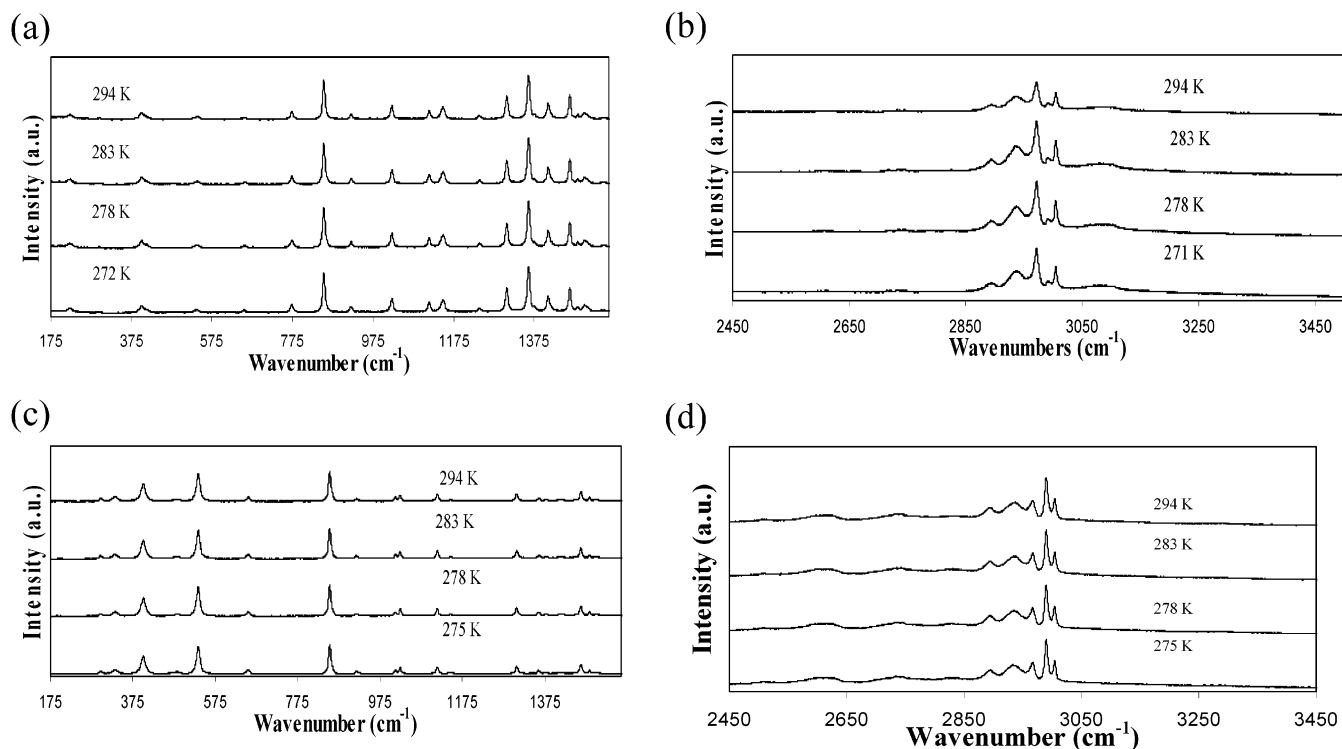 (a)
Intensity (a.u.)
294 K
283 K
278 K
272 K
175 375 575 775 975 1175 1375
Wavenumber (cm⁻¹)
(b)
Intensity (a.u.)
294 K
283 K
278 K
271 K
2450 2650 2850 3050 3250 3450
Wavenumbers (cm⁻¹)
(c)
Intensity (a.u.)
294 K
283 K
278 K
275 K
175 375 575 775 975 1175 1375
Wavenumber (cm⁻¹)
(d)
Intensity (a.u.)
294 K
283 K
278 K
275 K
2450 2650 2850 3050 3250 3450
Wavenumber (cm⁻¹)